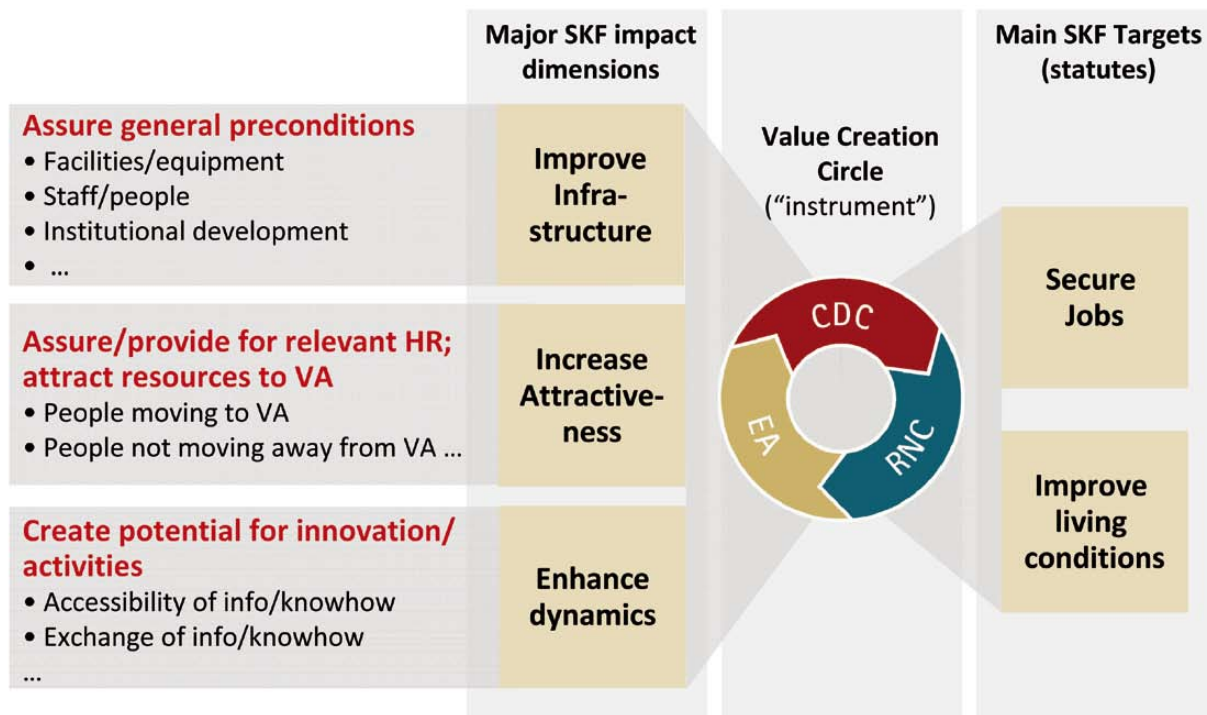 Major SKF impact
dimensions
Main SKF Targets
(statutes)
Assure general preconditions
• Facilities/equipment
• Staff/people
• Institutional development
• ...
Improve
Infra-
structure
Value Creation
Circle
("instrument")
Assure/provide for relevant HR;
attract resources to VA
• People moving to VA
• People not moving away from VA ...
Increase
Attractive-
ness
CDC
RNC
EA
Secure
Jobs
Improve
living
conditions
Create potential for innovation/
activities
• Accessibility of info/knowhow
• Exchange of info/knowhow
...
Enhance
dynamics